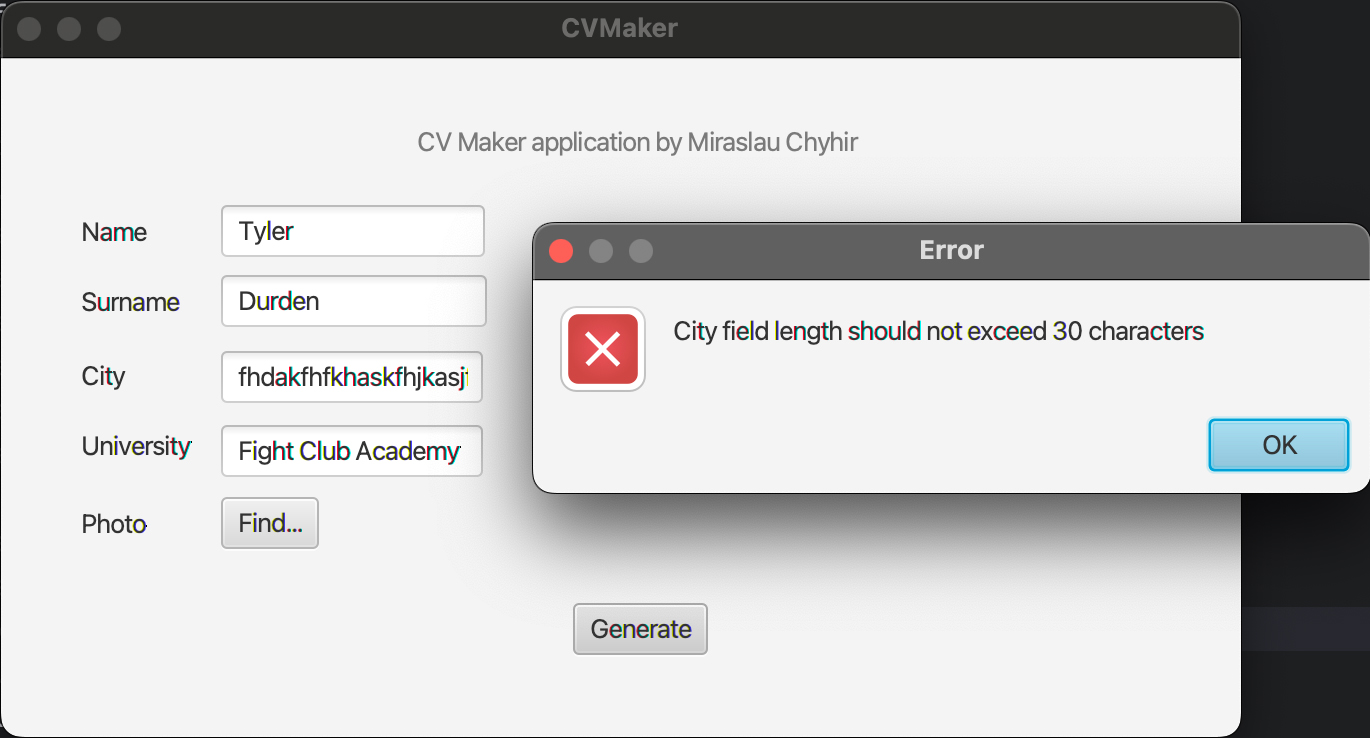 CVMaker
CV Maker application by Miraslau Chyhir
Name
Tyler
Surname
Durden
City
University
Fight Club Academy
Photo
Find...
Generate
Error
City field length should not exceed 30 characters
OK